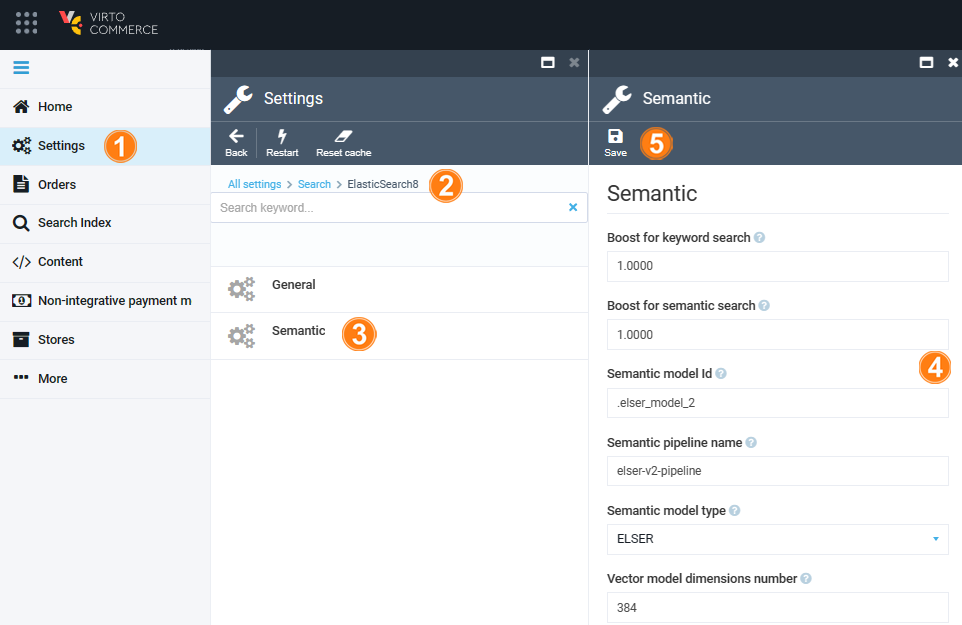 VIRTO
COMMERCE
Home
Settings
1
Orders
Search Index
Content
Non-integrative payment m
Stores
More
Settings
Back
Restart
Reset cache
All settings > Search > ElasticSearch8
2
Search keyword...
General
Semantic
3
Semantic
Save
5
Semantic
Boost for keyword search
1.0000
Boost for semantic search
1.0000
Semantic model Id
4
.elser_model_2
Semantic pipeline name
elser-v2-pipeline
Semantic model type
ELSER
Vector model dimensions number
384